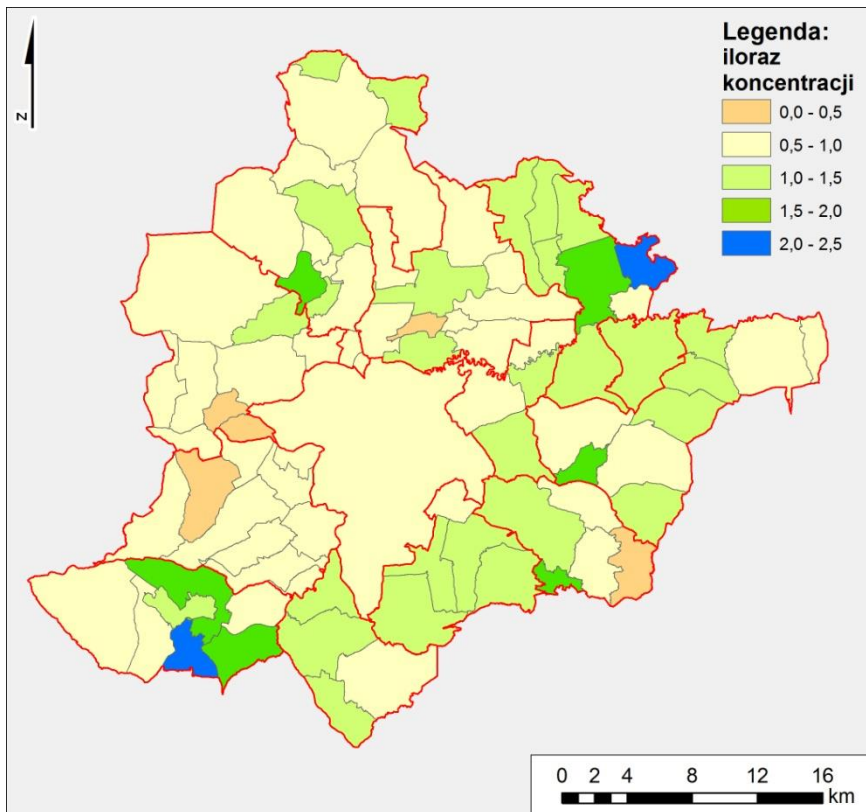 Legenda:
iloraz
koncentracji
0,0 - 0,5
0,5 - 1,0
1,0 - 1,5
1,5 - 2,0
2,0 - 2,5
N
0 2 4 8 12 16
km